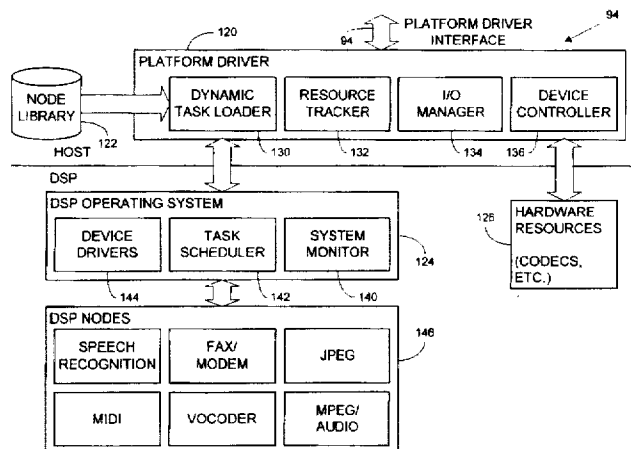 120
94
PLATFORM DRIVER
INTERFACE
94
PLATFORM DRIVER
NODE
LIBRARY
DYNAMIC
TASK LOADER
RESOURCE
TRACKER
I/O
MANAGER
DEVICE
CONTROLLER
122
130
132
134
136
HOST
DSP
DSP OPERATING SYSTEM
DEVICE
DRIVERS
TASK
SCHEDULER
SYSTEM
MONITOR
124
126
HARDWARE
RESOURCES
(CODECS,
ETC.)
144
142
140
DSP NODES
146
SPEECH
RECOGNITION
FAX/
MODEM
JPEG
MIDI
VOCODER
MPEG/
AUDIO